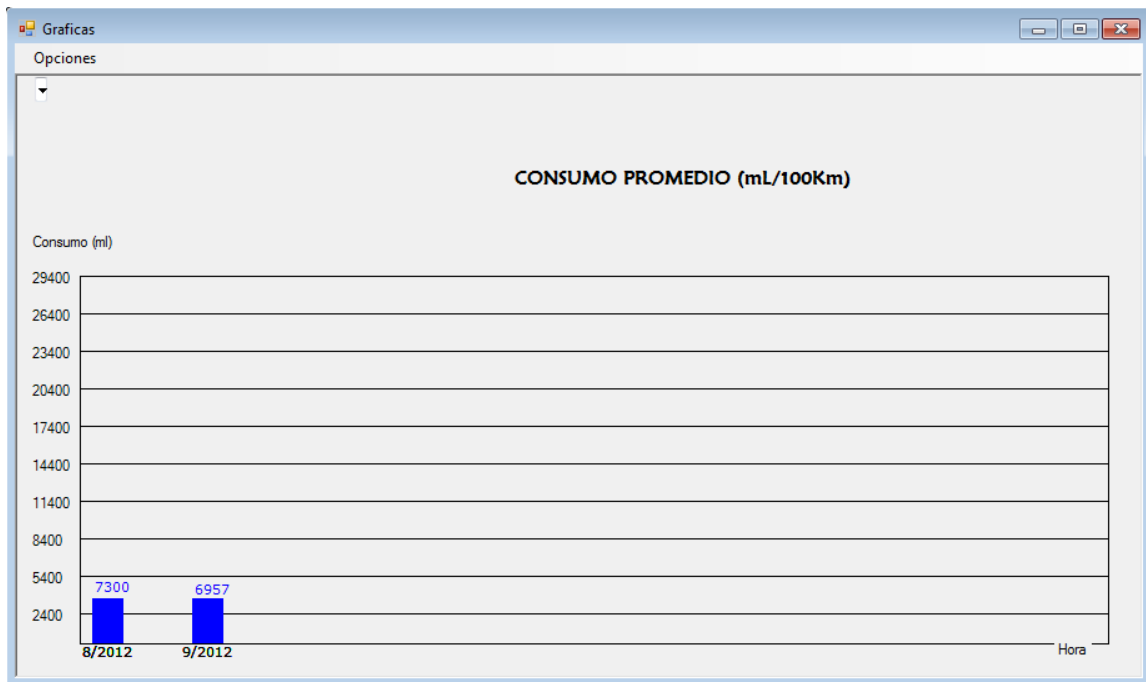 Graficas
Opciones
CONSUMO PROMEDIO (mL/100Km)
Consumo (ml)
29400
26400
23400
20400
17400
14400
11400
8400
5400
7300 6957
2400
8/2012 9/2012 Hora